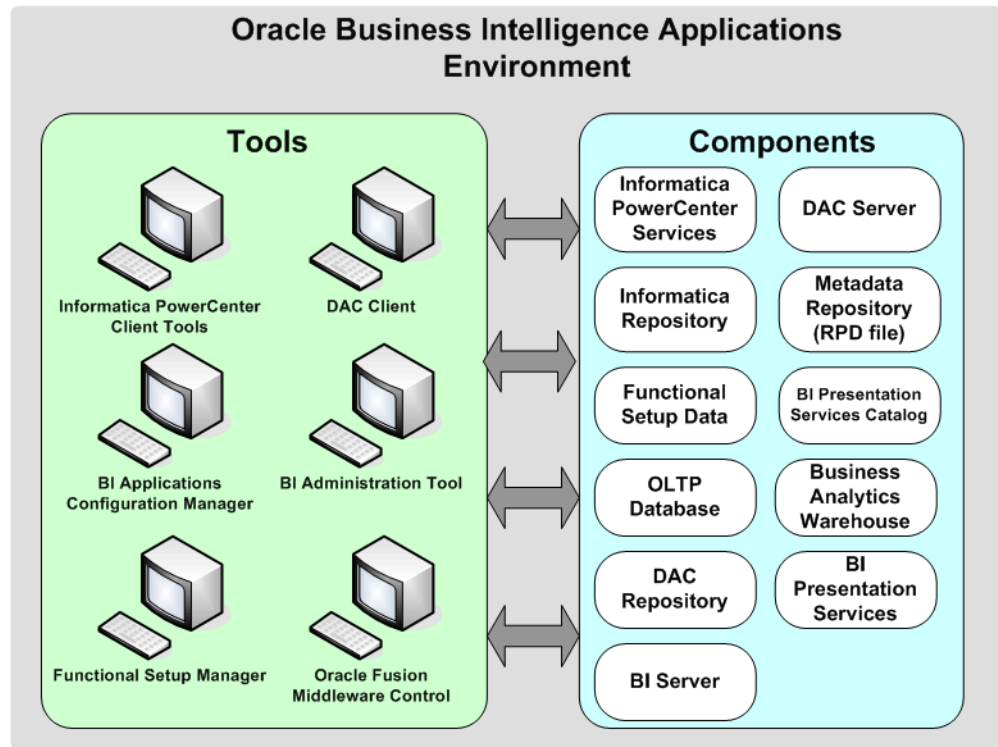 Oracle Business Intelligence Applications
Environment
Tools
Informatica PowerCenter
Client Tools
DAC Client
BI Applications
Configuration Manager
BI Administration Tool
Functional Setup Manager
Oracle Fusion
Middleware Control
Components
Informatica
PowerCenter
Services
DAC Server
Informatica
Repository
Metadata
Repository
(RPD file)
Functional
Setup Data
BI Presentation
Services Catalog
OLTP
Database
Business
Analytics
Warehouse
DAC
Repository
BI
Presentation
Services
BI Server